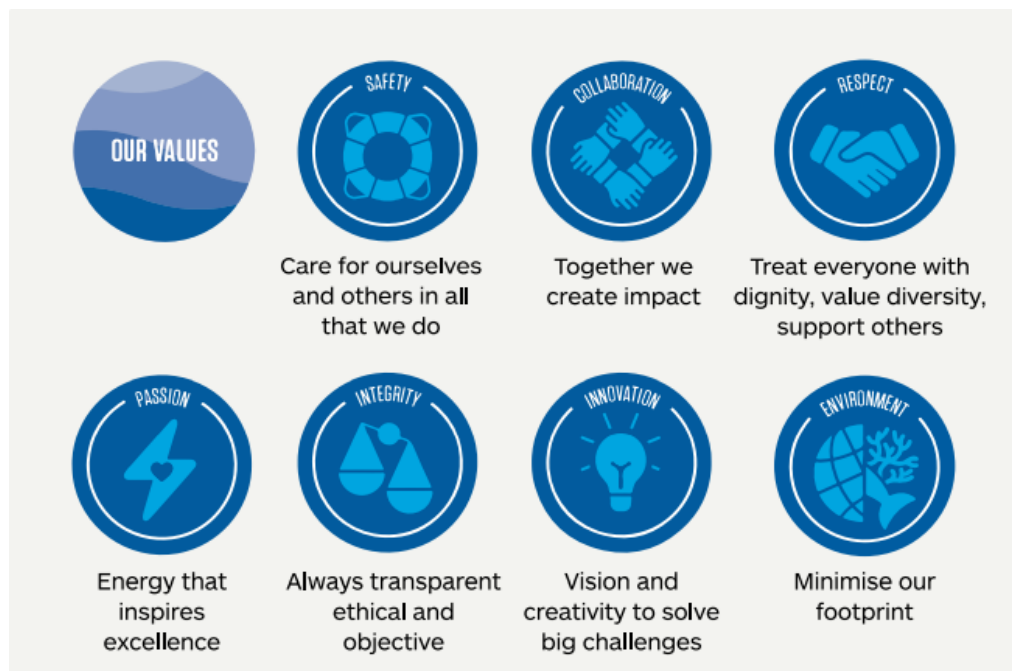 OUR VALUES
SAFETY
Care for ourselves
and others in all
that we do
COLLABORATION
Together we
create impact
RESPECT
Treat everyone with
dignity, value diversity,
support others
PASSION
Energy that
inspires
excellence
INTEGRITY
Always transparent
ethical and
objective
INNOVATION
Vision and
creativity to solve
big challenges
ENVIRONMENT
Minimise our
footprint